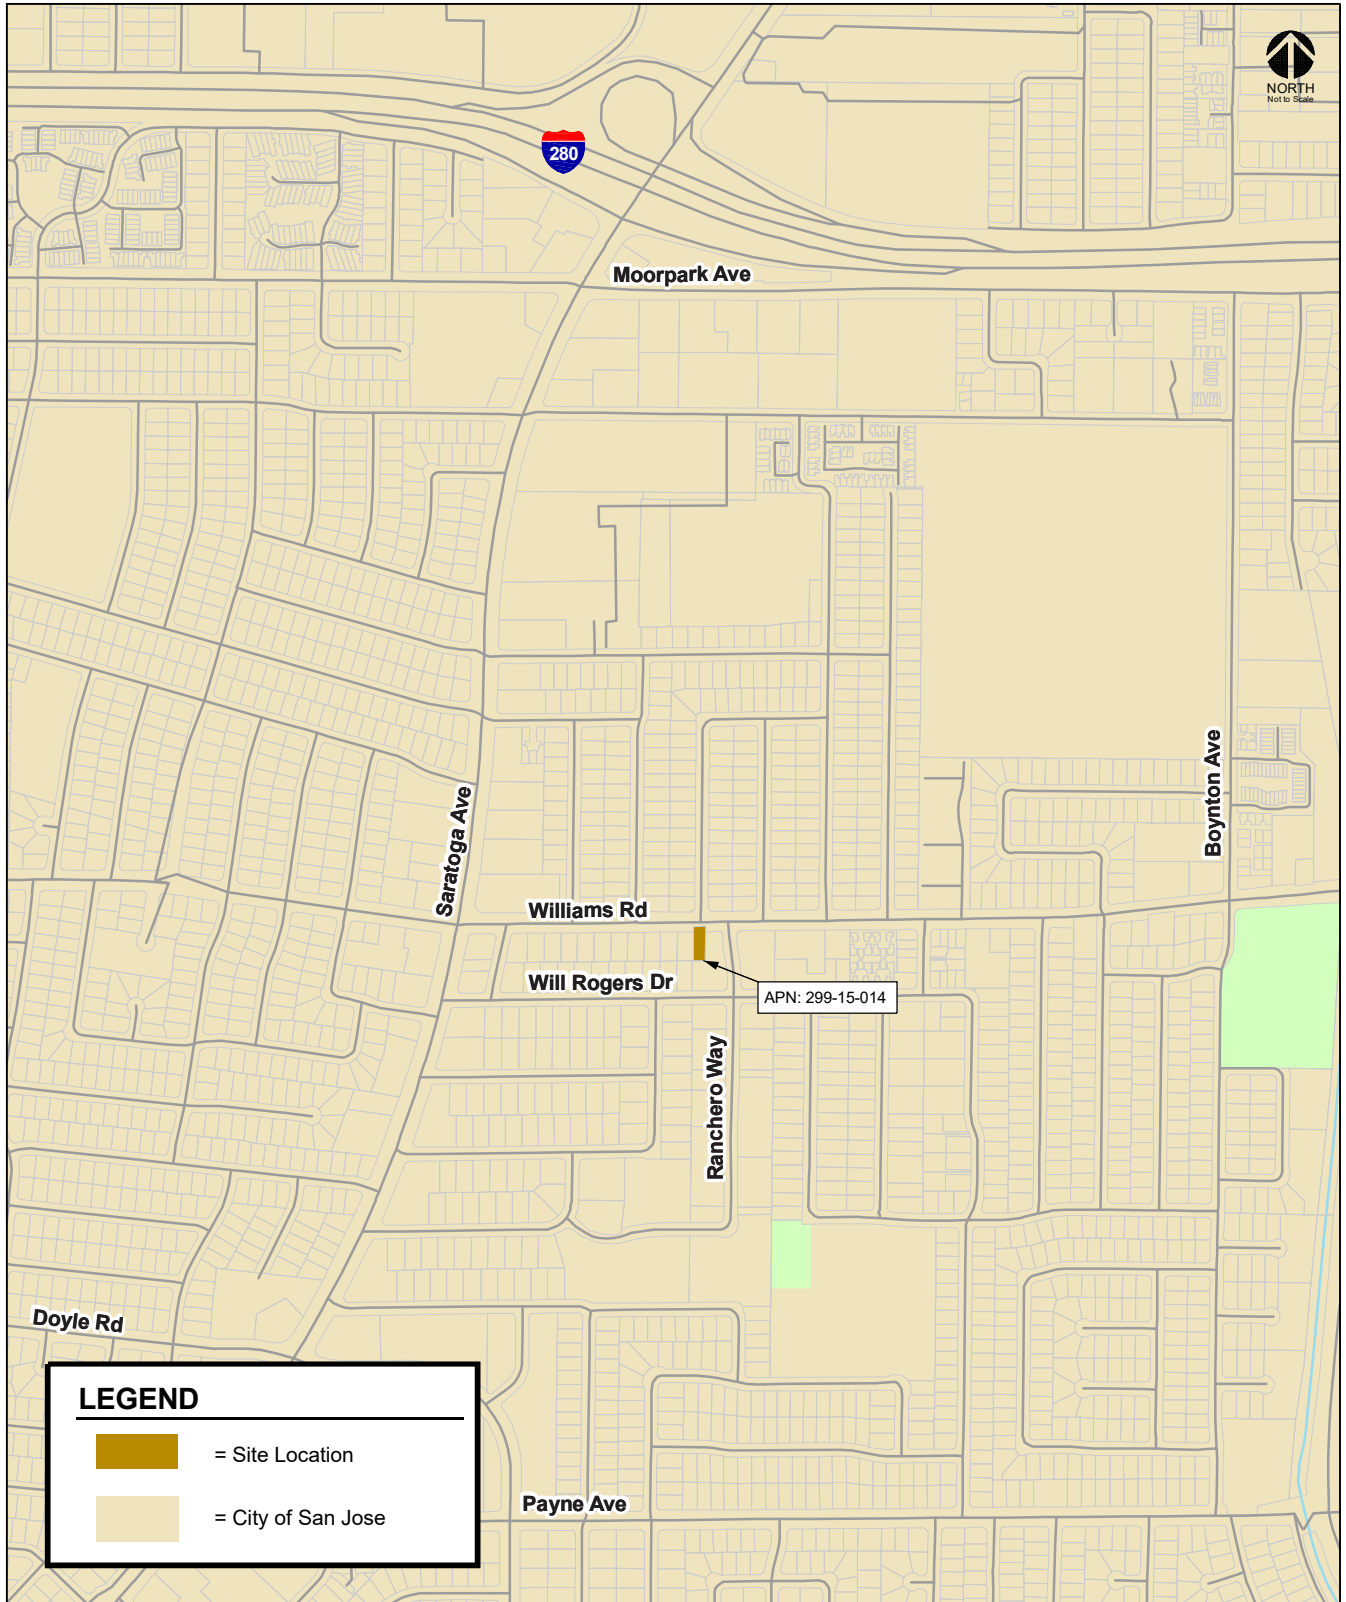 NORTH
Not to Scale
280
Moorpark Ave
Boynton Ave
Saratoga Ave
Williams Rd
Will Rogers Dr
APN: 299-15-014
Ranchero Way
Doyle Rd
LEGEND
= Site Location
= City of San Jose
Payne Ave